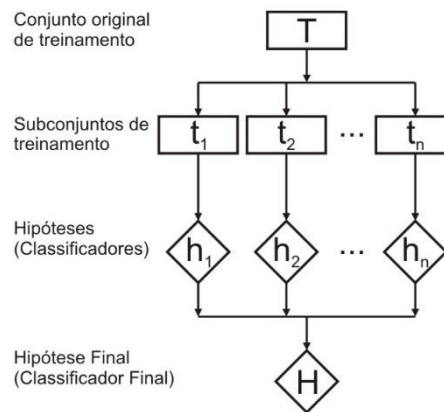 Conjunto original
de treinamento
T
Subconjuntos de
treinamento
t1 t2 ... tn
Hipóteses
(Classificadores)
h1 h2 ... hn
Hipótese Final
(Classificador Final)
H